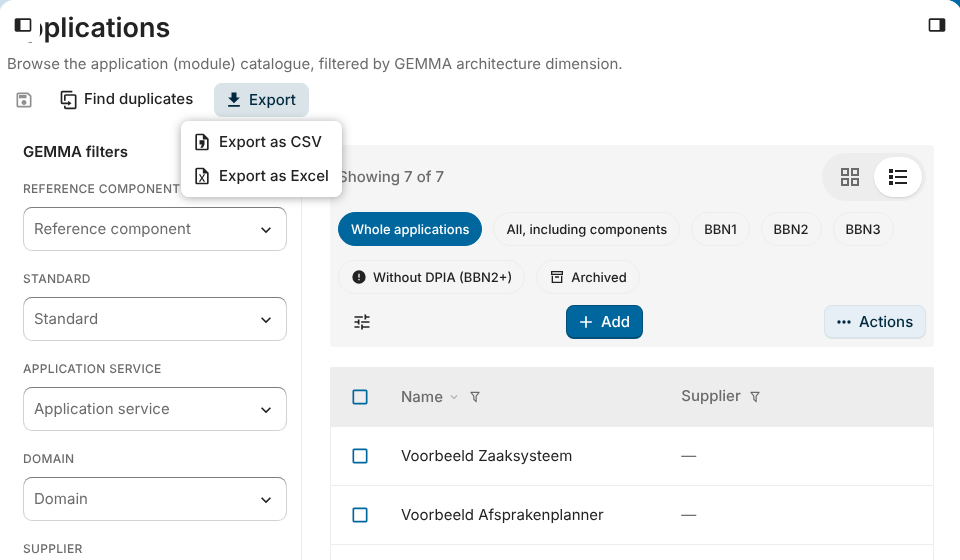 pplications
Browse the application (module) catalogue, filtered by GEMMA architecture dimension.
Find duplicates
Export
Export as CSV
Export as Excel
GEMMA filters
REFERENCE COMPONENT
Reference component
STANDARD
Standard
APPLICATION SERVICE
Application service
DOMAIN
Domain
SUPPLIER
Showing 7 of 7
Whole applications
All, including components
BBN1
BBN2
BBN3
Without DPIA (BBN2+)
Archived
Add
Actions
Name
Supplier
Voorbeeld Zaaksysteem
—
Voorbeeld Afsprakenplanner
—